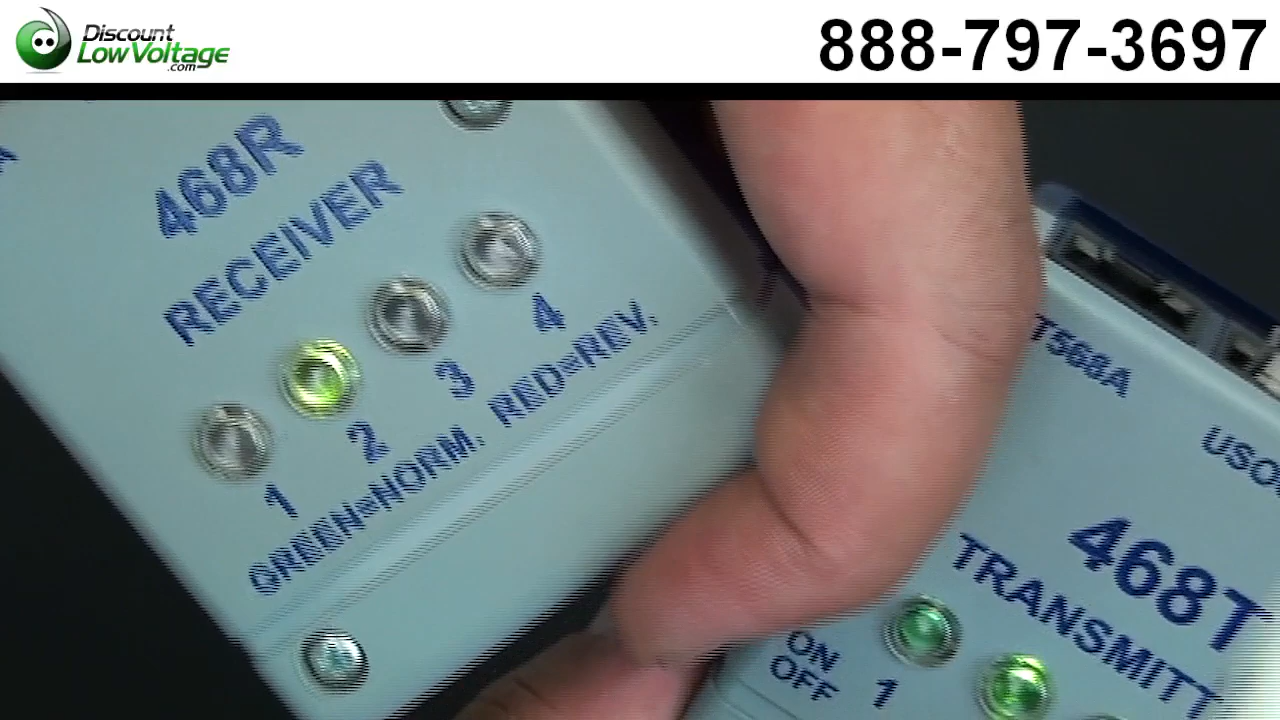 Discount
LowVoltage
.com
888-797-3697
468R
RECEIVER
1 2 3 4
GREEN=NORM. RED=REV.
T568A
468T
ON
OFF
1